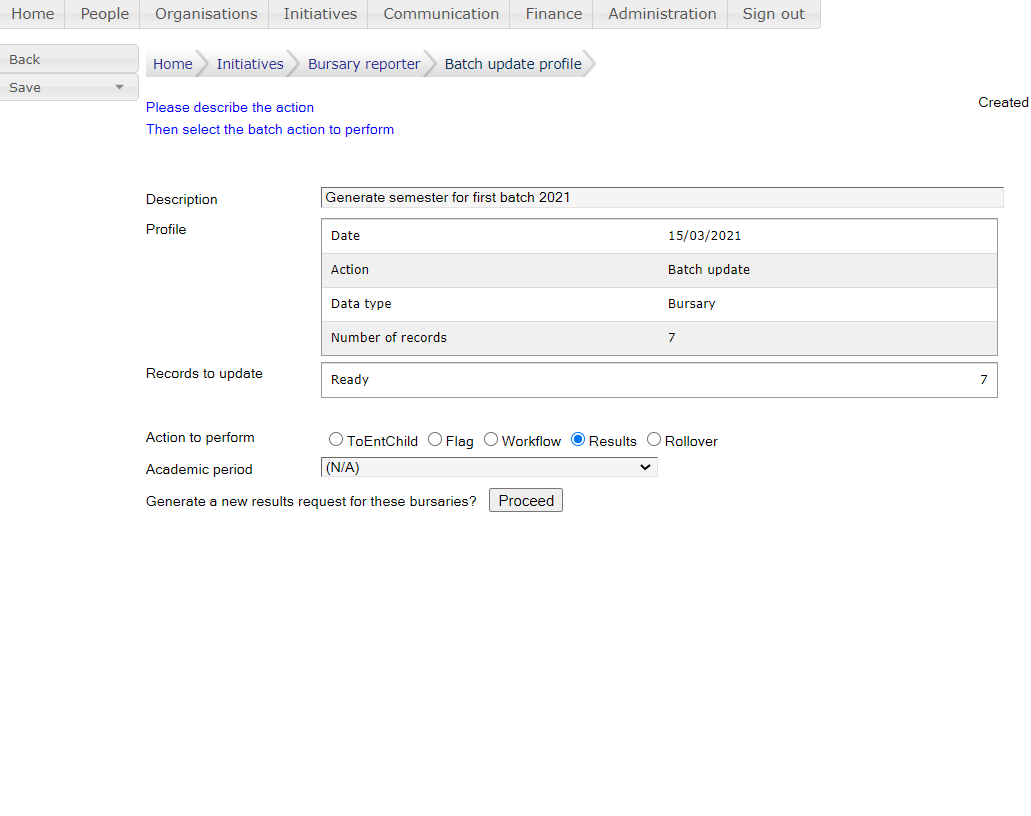 Home People Organisations Initiatives Communication Finance Administration Sign out
Back
Save
Home Initiatives Bursary reporter Batch update profile
Please describe the action
Created
Then select the batch action to perform
Description Generate semester for first batch 2021
Profile
Date 15/03/2021
Action Batch update
Data type Bursary
Number of records 7
Records to update
Ready 7
Action to perform ToEntChild Flag Workflow Results Rollover
Academic period (N/A)
Generate a new results request for these bursaries? Proceed